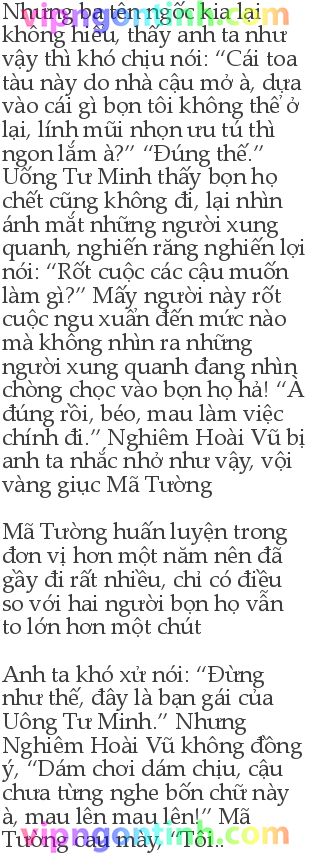 Nhưng ba tên ngốc kia lại
không hiểu, thấy anh ta như
vậy thì khó chịu nói: “Cái toa
tàu này do nhà cậu mở à, dựa
vào cái gì bọn tôi không thể ở
lại, lính mũi nhọn ưu tú thì
ngon lắm à?” “Đúng thế.”
Uống Tư Minh thấy bọn họ
chết cũng không đi, lại nhìn
ánh mắt những người xung
quanh, nghiến răng nghiến lợi
nói: “Rốt cuộc các cậu muốn
làm gì?” Mấy người này rốt
cuộc ngu xuẩn đến mức nào
mà không nhìn ra những
người xung quanh đang nhìn
chòng chọc vào bọn họ hả! “À
đúng rồi, béo, mau làm việc
chính đi.” Nghiêm Hoài Vũ bị
anh ta nhắc nhở như vậy, vội
vàng giục Mã Tường
Mã Tường huấn luyện trong
đơn vị hơn một năm nên đã
gầy đi rất nhiều, chỉ có điều
so với hai người bọn họ vẫn
to lớn hơn một chút
Anh ta khó xử nói: “Đừng
như thế, đây là bạn gái của
Uông Tư Minh.” Nhưng
Nghiêm Hoài Vũ không đồng
ý, “Dám chơi dám chịu, cậu
chưa từng nghe bốn chữ này
à, mau lên mau lên!” Mã
Tường cau mày, “Tôi..
vipngontinh.com
vipngontinh.com